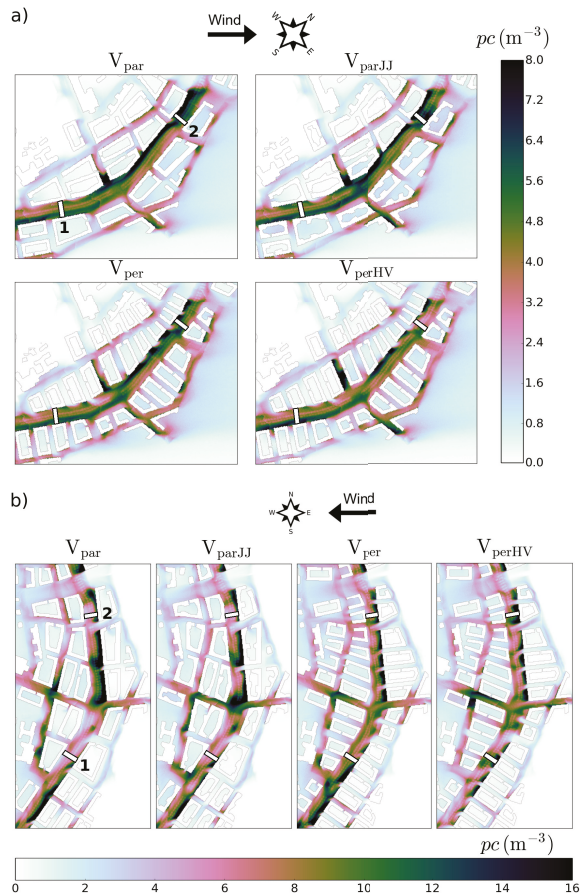 a)
Wind
N
W
E
S
pc (m⁻³)
V_par
V_parJJ
8.0
7.2
6.4
5.6
4.8
4.0
3.2
2.4
1.6
0.8
0.0
2
1
V_per
V_perHV
b)
N
W
E
S
Wind
V_par
V_parJJ
V_per
V_perHV
2
1
pc (m⁻³)
0 2 4 6 8 10 12 14 16